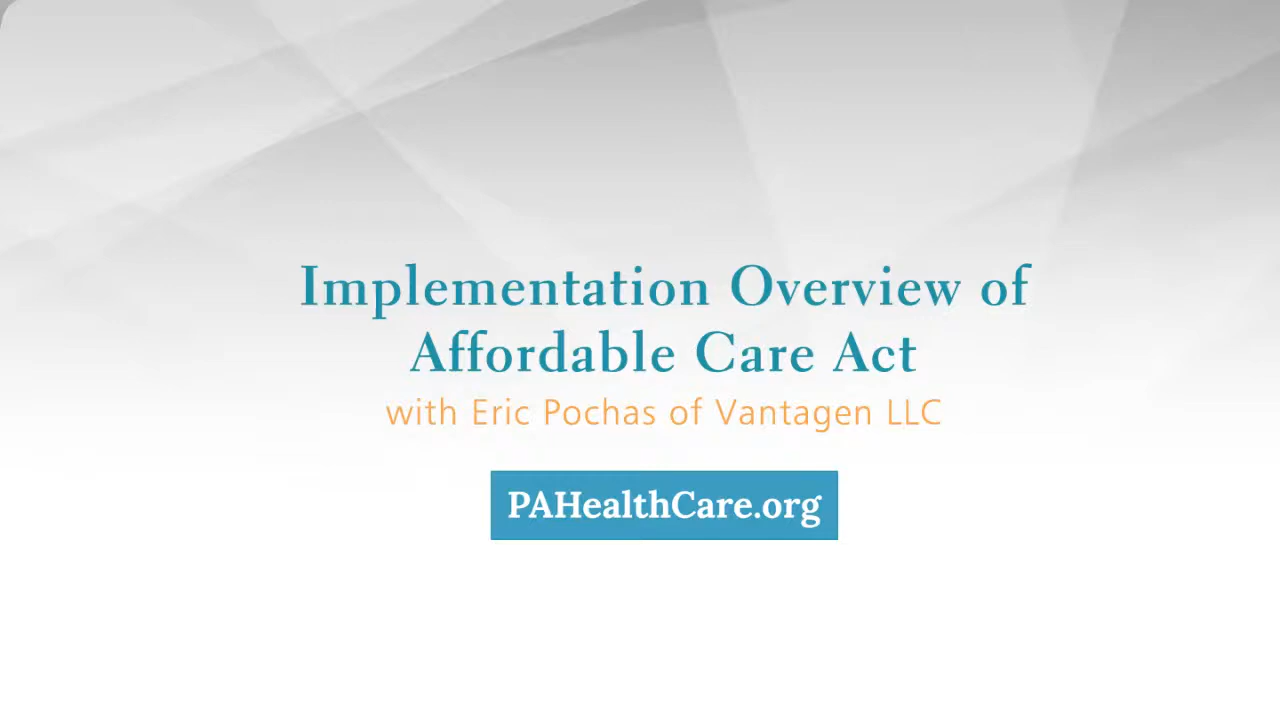 Implementation Overview of
Affordable Care Act
with Eric Pochas of Vantagen LLC
PAHealthCare.org